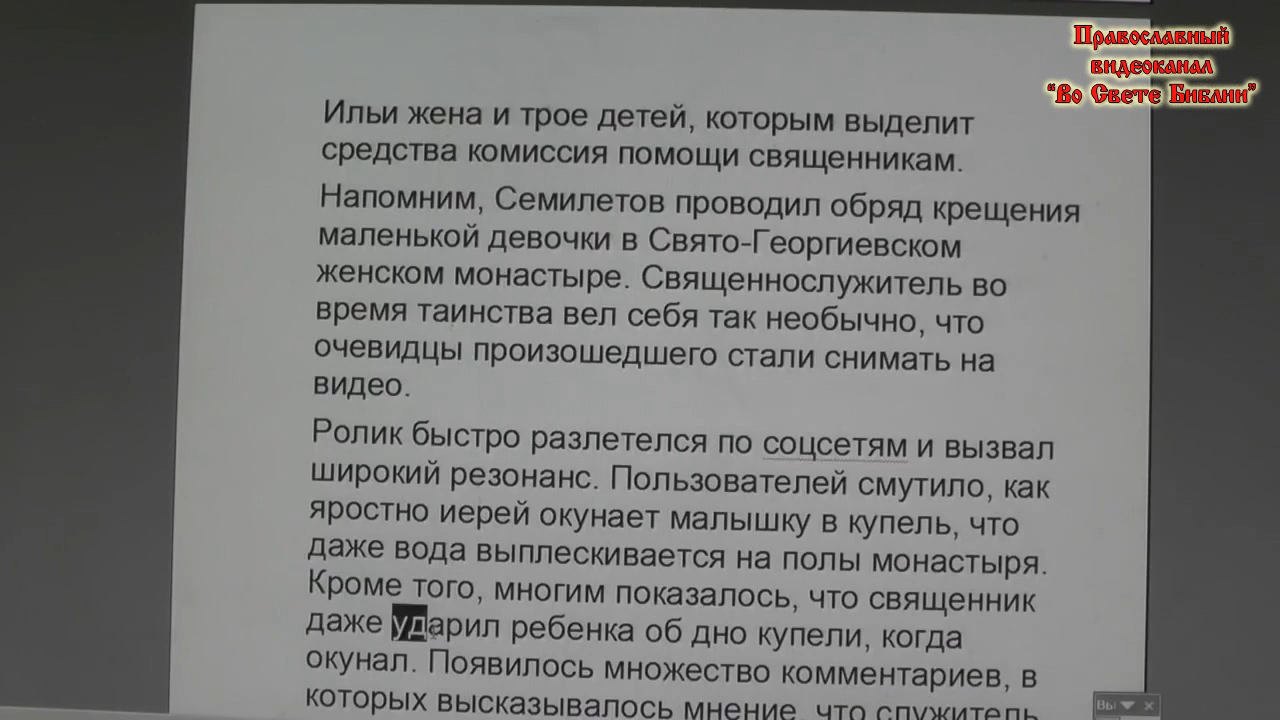 Православный
видеоканал
“Во Свете Библии”
Ильи жена и трое детей, которым выделит
средства комиссия помощи священникам.
Напомним, Семилетов проводил обряд крещения
маленькой девочки в Свято-Георгиевском
женском монастыре. Священнослужитель во
время таинства вел себя так необычно, что
очевидцы произошедшего стали снимать на
видео.
Ролик быстро разлетелся по соцсетям и вызвал
широкий резонанс. Пользователей смутило, как
яростно иерей окунает малышку в купель, что
даже вода выплескивается на полы монастыря.
Кроме того, многим показалось, что священник
даже ударил ребенка об дно купели, когда
окунал. Появилось множество комментариев, в
которых высказывалось мнение, что служитель
Вы